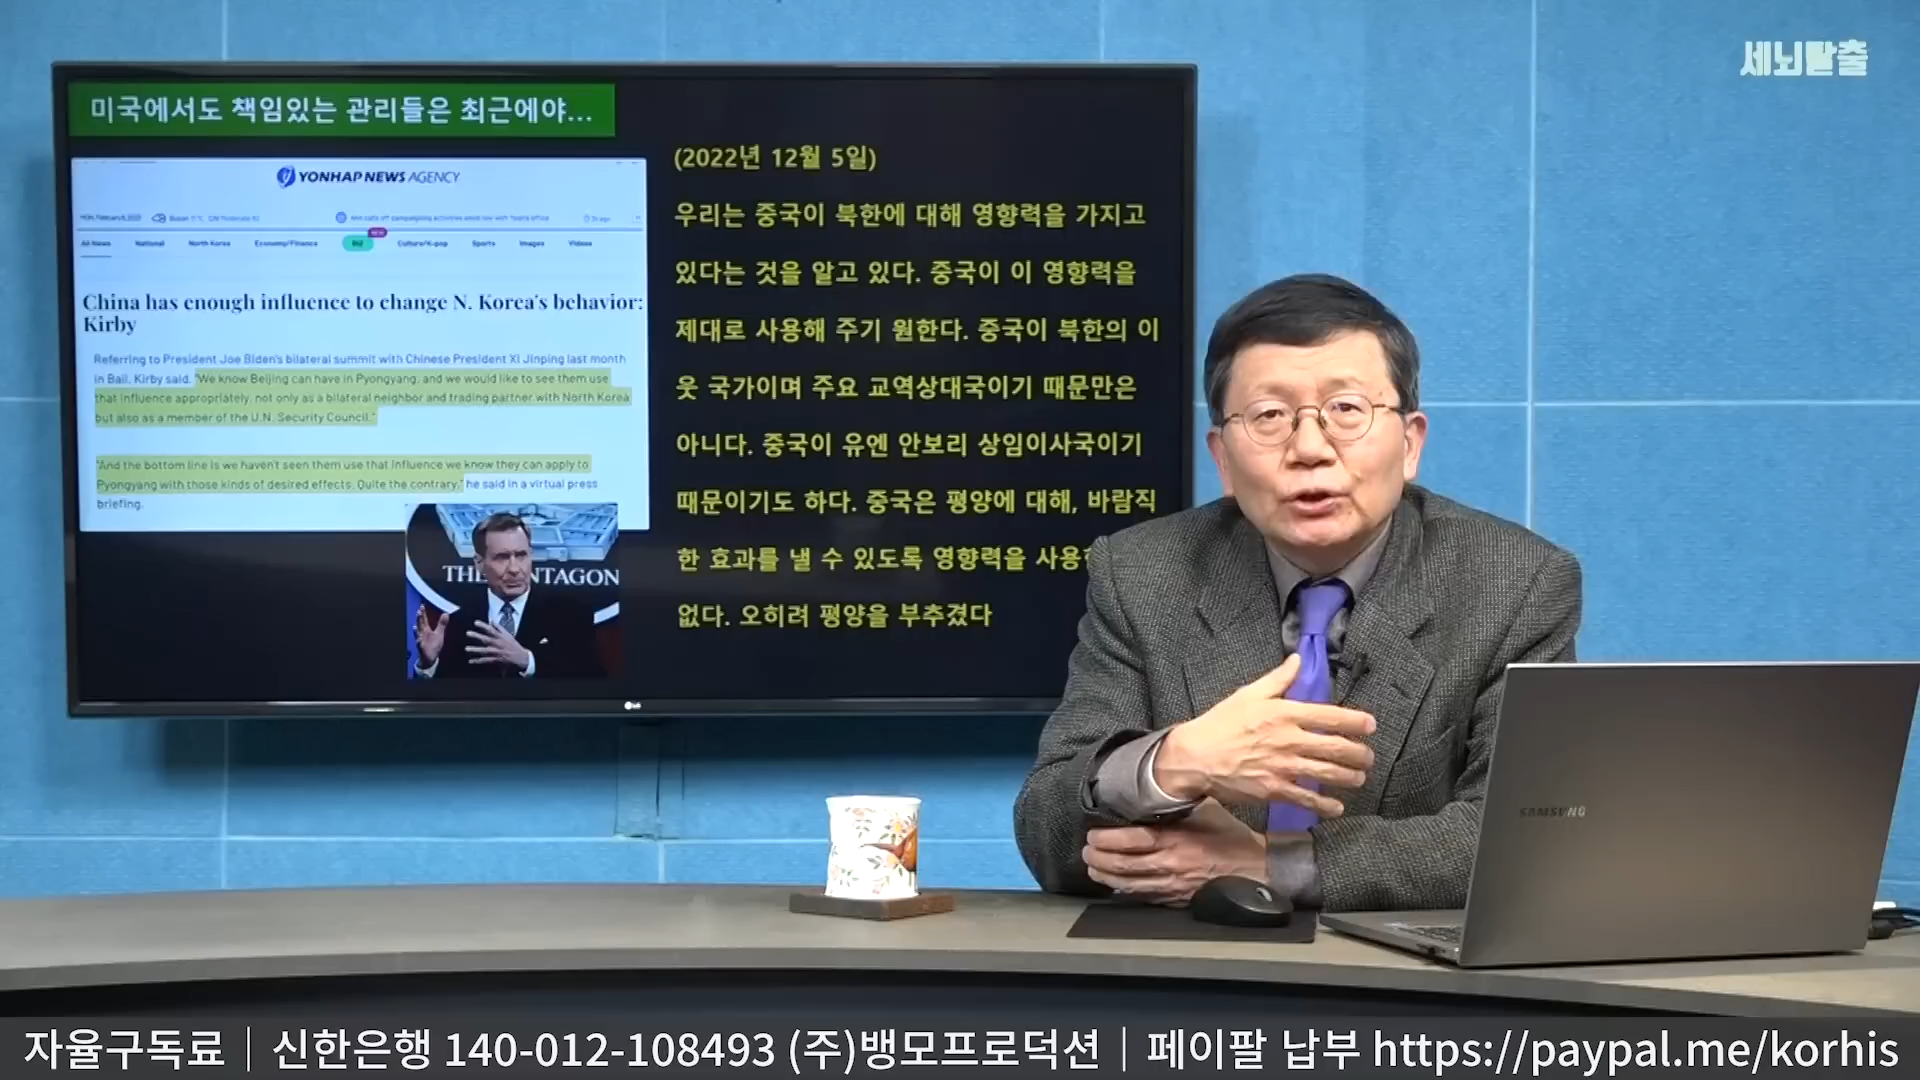 세뇌탈출
미국에서도 책임있는 관리들은 최근에야...
YONHAP NEWS AGENCY
All News National North Korea Economy/Finance Biz NEW Culture/K-pop Sports Images Videos
China has enough influence to change N. Korea's behavior:
Kirby
Referring to President Joe Biden's bilateral summit with Chinese President Xi Jinping last month
in Bali, Kirby said. "We know Beijing can have in Pyongyang, and we would like to see them use
that influence appropriately, not only as a bilateral neighbor and trading partner with North Korea
but also as a member of the U.N. Security Council."
"And the bottom line is we haven't seen them use that influence we know they can apply to
Pyongyang with those kinds of desired effects. Quite the contrary," he said in a virtual press
briefing.
THE NTAGON
(2022년 12월 5일)
우리는 중국이 북한에 대해 영향력을 가지고
있다는 것을 알고 있다. 중국이 이 영향력을
제대로 사용해 주기 원한다. 중국이 북한의 이
웃 국가이며 주요 교역상대국이기 때문만은
아니다. 중국이 유엔 안보리 상임이사국이기
때문이기도 하다. 중국은 평양에 대해, 바람직
한 효과를 낼 수 있도록 영향력을
없다. 오히려 평양을 부추겼다
LG
SAMSUNG
자율구독료 | 신한은행 140-012-108493 (주)뱅모프로덕션 | 페이팔 납부 https://paypal.me/korhis